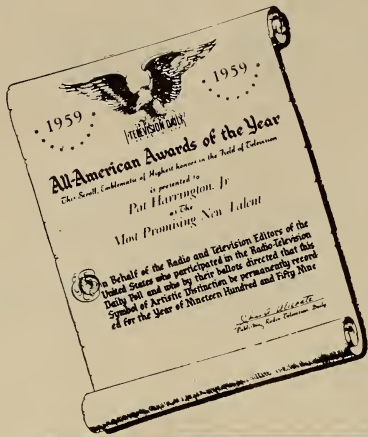 1959
1959
TELEVISION DAILY
All-American Awards of the Year
This Scroll, Emblematic of Highest honors in the Field of Television
is presented to
Pat Harrington, Jr
as The
Most Promising New Talent
On Behalf of the Radio and Television Editors of the
United States who participated in the Radio-Television
Daily Poll and who by their ballots directed that this
Symbol of Artistic Distinction be permanently record-
ed for the Year of Nineteen Hundred and Fifty Nine
Publisher, Radio Television Daily